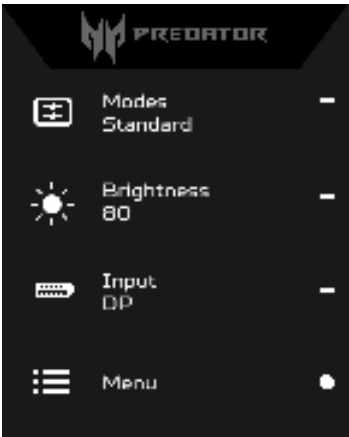 PREDATOR
Modes
Standard
Brightness
80
Input
DP
Menu